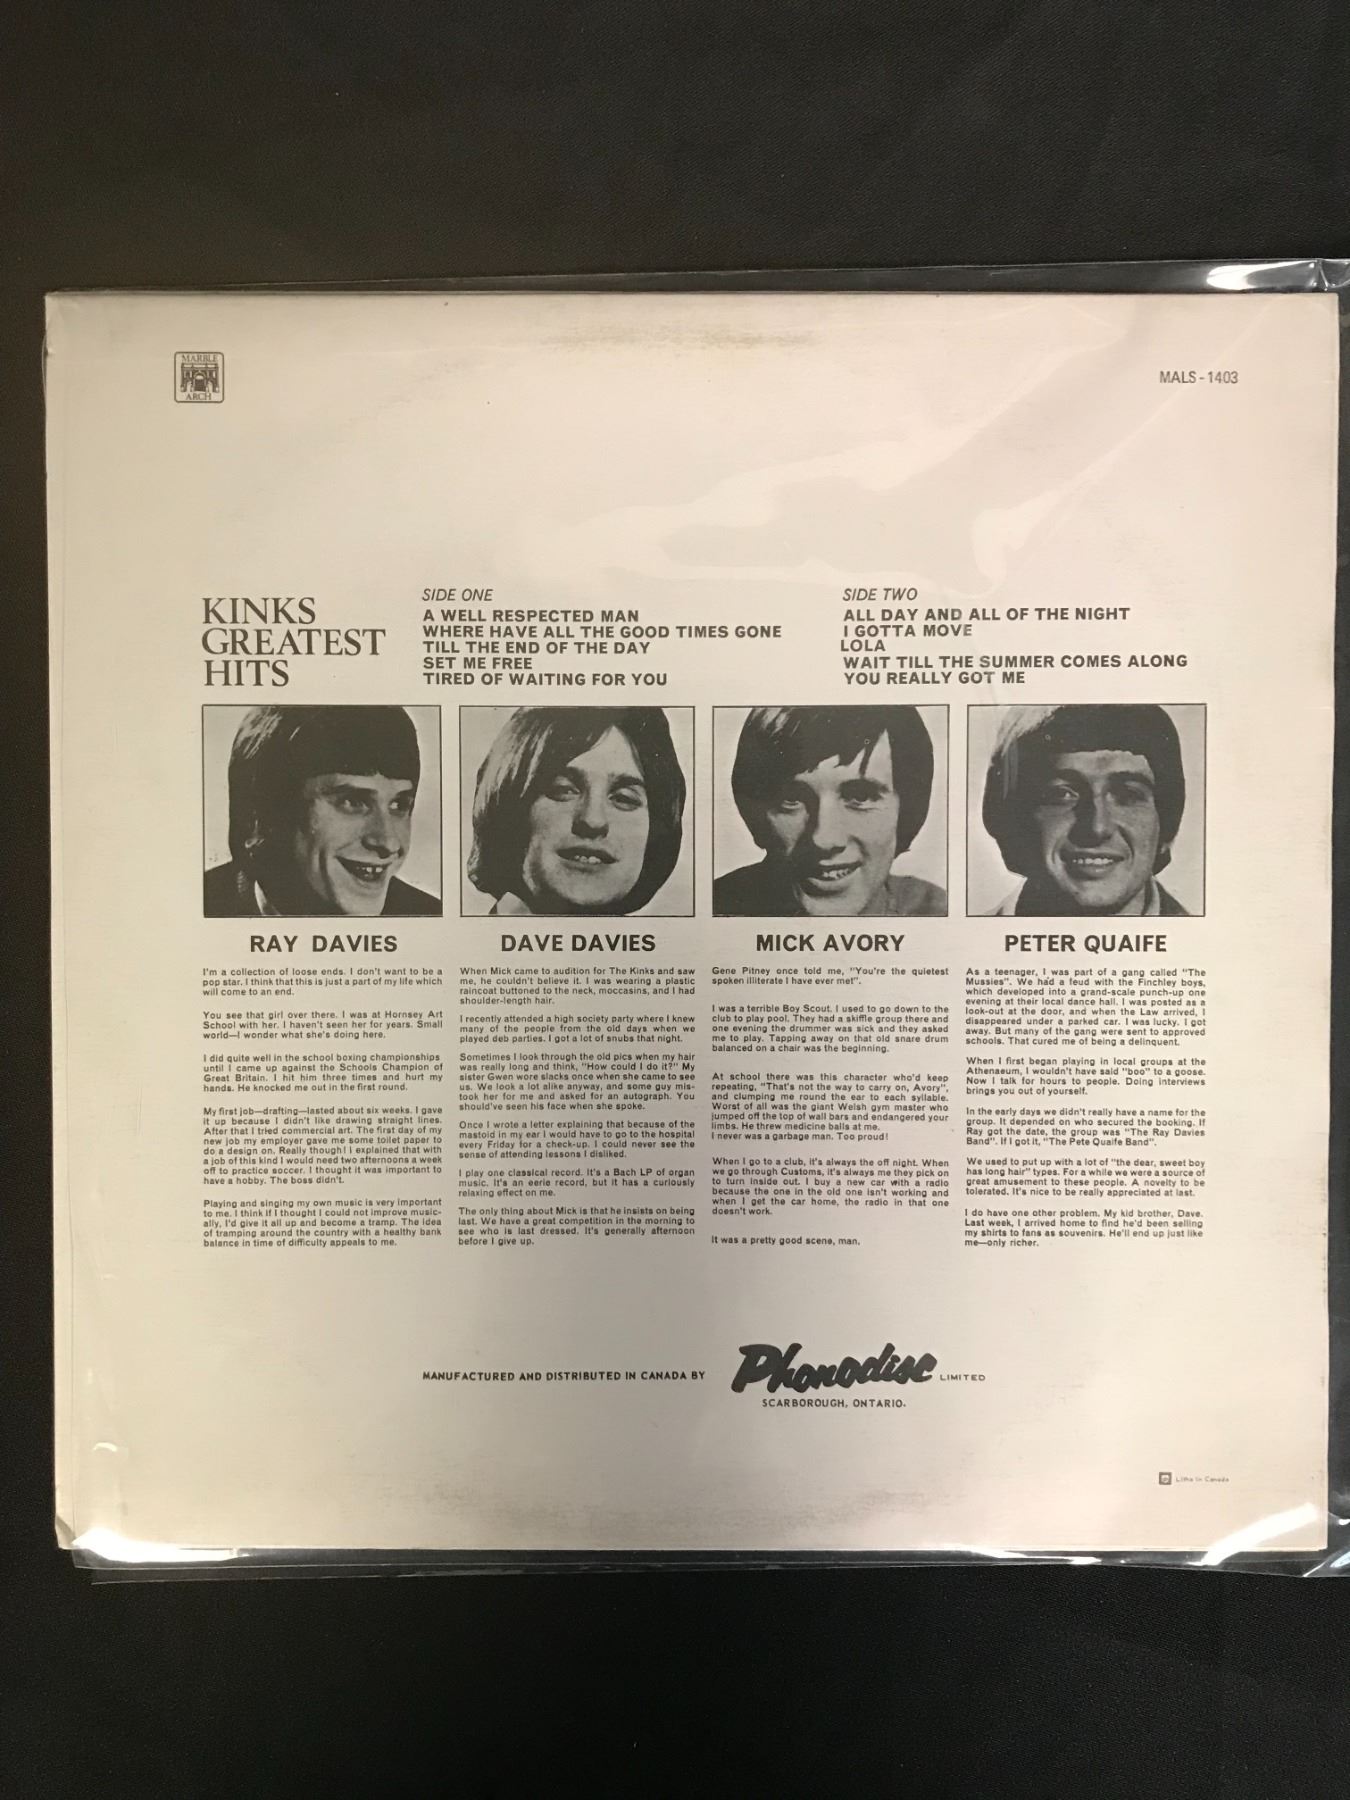 MARBLE
ARCH
MALS - 1403
KINKS
GREATEST
HITS
SIDE ONE
A WELL RESPECTED MAN
WHERE HAVE ALL THE GOOD TIMES GONE
TILL THE END OF THE DAY
SET ME FREE
TIRED OF WAITING FOR YOU
SIDE TWO
ALL DAY AND ALL OF THE NIGHT
I GOTTA MOVE
LOLA
WAIT TILL THE SUMMER COMES ALONG
YOU REALLY GOT ME
RAY DAVIES
I'm a collection of loose ends. I don't want to be a
pop star. I think that this is just a part of my life which
will come to an end.
You see that girl over there. I was at Hornsey Art
School with her. I haven't seen her for years. Small
world—I wonder what she's doing here.
I did quite well in the school boxing championships
until I came up against the Schools Champion of
Great Britain. I hit him three times and hurt my
hands. He knocked me out in the first round.
My first job—drafting—lasted about six weeks. I gave
it up because I didn't like drawing straight lines.
After that I tried commercial art. The first day of my
new job my employer gave me some toilet paper to
do a design on. Really though! I explained that with
a job of this kind I would need two afternoons a week
off to practice soccer. I thought it was important to
have a hobby. The boss didn't.
Playing and singing my own music is very important
to me. I think if I thought I could not improve music-
ally, I'd give it all up and become a tramp. The idea
of tramping around the country with a healthy bank
balance in time of difficulty appeals to me.
DAVE DAVIES
When Mick came to audition for The Kinks and saw
me, he couldn't believe it. I was wearing a plastic
raincoat buttoned to the neck, moccasins, and I had
shoulder-length hair.
I recently attended a high society party where I knew
many of the people from the old days when we
played deb parties. I got a lot of snubs that night.
Sometimes I look through the old pics when my hair
was really long and think, "How could I do it?" My
sister Gwen wore slacks once when she came to see
us. We look a lot alike anyway, and some guy mis-
took her for me and asked for an autograph. You
should've seen his face when she spoke.
Once I wrote a letter explaining that because of the
mastoid in my ear I would have to go to the hospital
every Friday for a check-up. I could never see the
sense of attending lessons I disliked.
I play one classical record. It's a Bach LP of organ
music. It's an eerie record, but it has a curiously
relaxing effect on me.
The only thing about Mick is that he insists on being
last. We have a great competition in the morning to
see who is last dressed. It's generally afternoon
before I give up.
MICK AVORY
Gene Pitney once told me, "You're the quietest
spoken illiterate I have ever met".
I was a terrible Boy Scout. I used to go down to the
club to play pool. They had a skiffle group there and
one evening the drummer was sick and they asked
me to play. Tapping away on that old snare drum
balanced on a chair was the beginning.
At school there was this character who'd keep
repeating, "That's not the way to carry on, Avory",
and clumping me round the ear to each syllable.
Worst of all was the giant Welsh gym master who
jumped off the top of wall bars and endangered your
limbs. He threw medicine balls at me.
I never was a garbage man. Too proud!
When I go to a club, it's always the off night. When
we go through Customs, it's always me they pick on
to turn inside out. I buy a new car with a radio
because the one in the old one isn't working and
when I get the car home, the radio in that one
doesn't work.
It was a pretty good scene, man.
PETER QUAIFE
As a teenager, I was part of a gang called "The
Mussies". We had a feud with the Finchley boys,
which developed into a grand-scale punch-up one
evening at their local dance hall. I was posted as a
look-out at the door, and when the Law arrived, I
disappeared under a parked car. I was lucky. I got
away. But many of the gang were sent to approved
schools. That cured me of being a delinquent.
When I first began playing in local groups at the
Athenaeum, I wouldn't have said "boo" to a goose.
Now I talk for hours to people. Doing interviews
brings you out of yourself.
In the early days we didn't really have a name for the
group. It depended on who secured the booking. If
Ray got the date, the group was "The Ray Davies
Band". If I got it, "The Pete Quaife Band".
We used to put up with a lot of "the dear, sweet boy
has long hair" types. For a while we were a source of
great amusement to these people. A novelty to be
tolerated. It's nice to be really appreciated at last.
I do have one other problem. My kid brother, Dave.
Last week, I arrived home to find he'd been selling
my shirts to fans as souvenirs. He'll end up just like
me—only richer.
MANUFACTURED AND DISTRIBUTED IN CANADA BY Phonodisc LIMITED
SCARBOROUGH, ONTARIO.
Litho in Canada